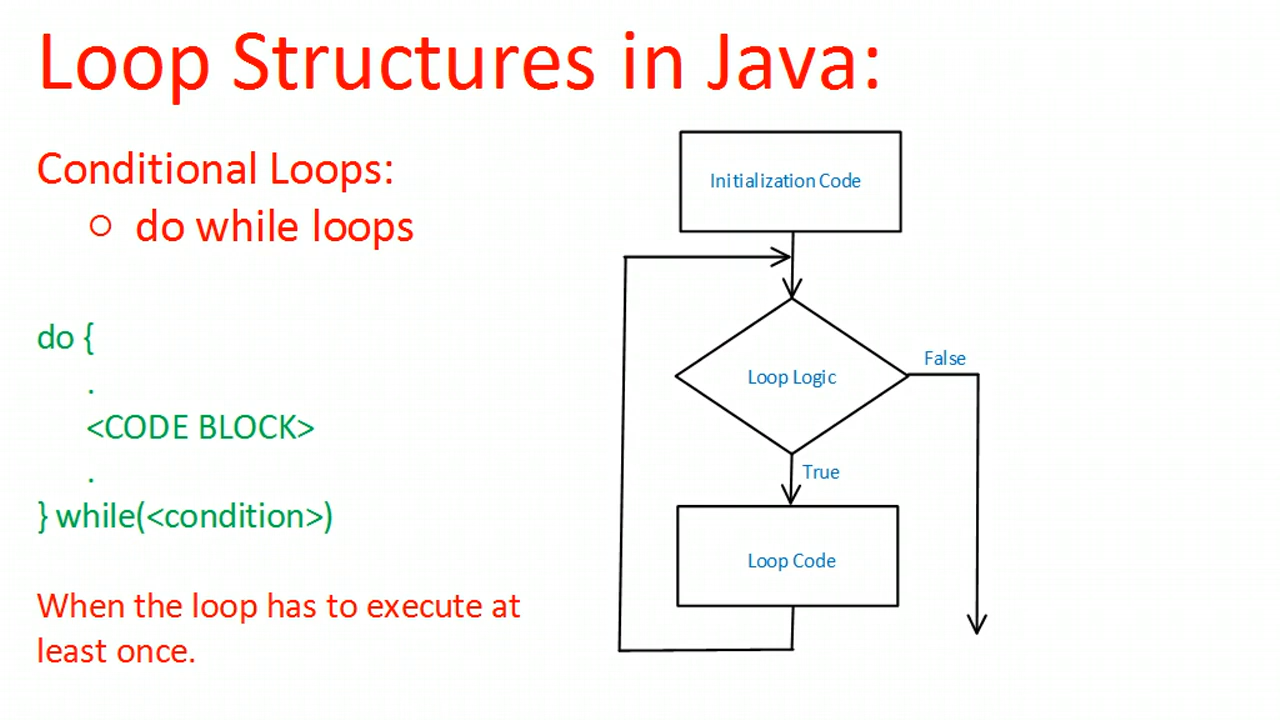 Loop Structures in Java:
Conditional Loops:
○ do while loops
do {
.
<CODE BLOCK>
.
} while(<condition>)
When the loop has to execute at
least once.
Initialization Code
Loop Logic
False
True
Loop Code